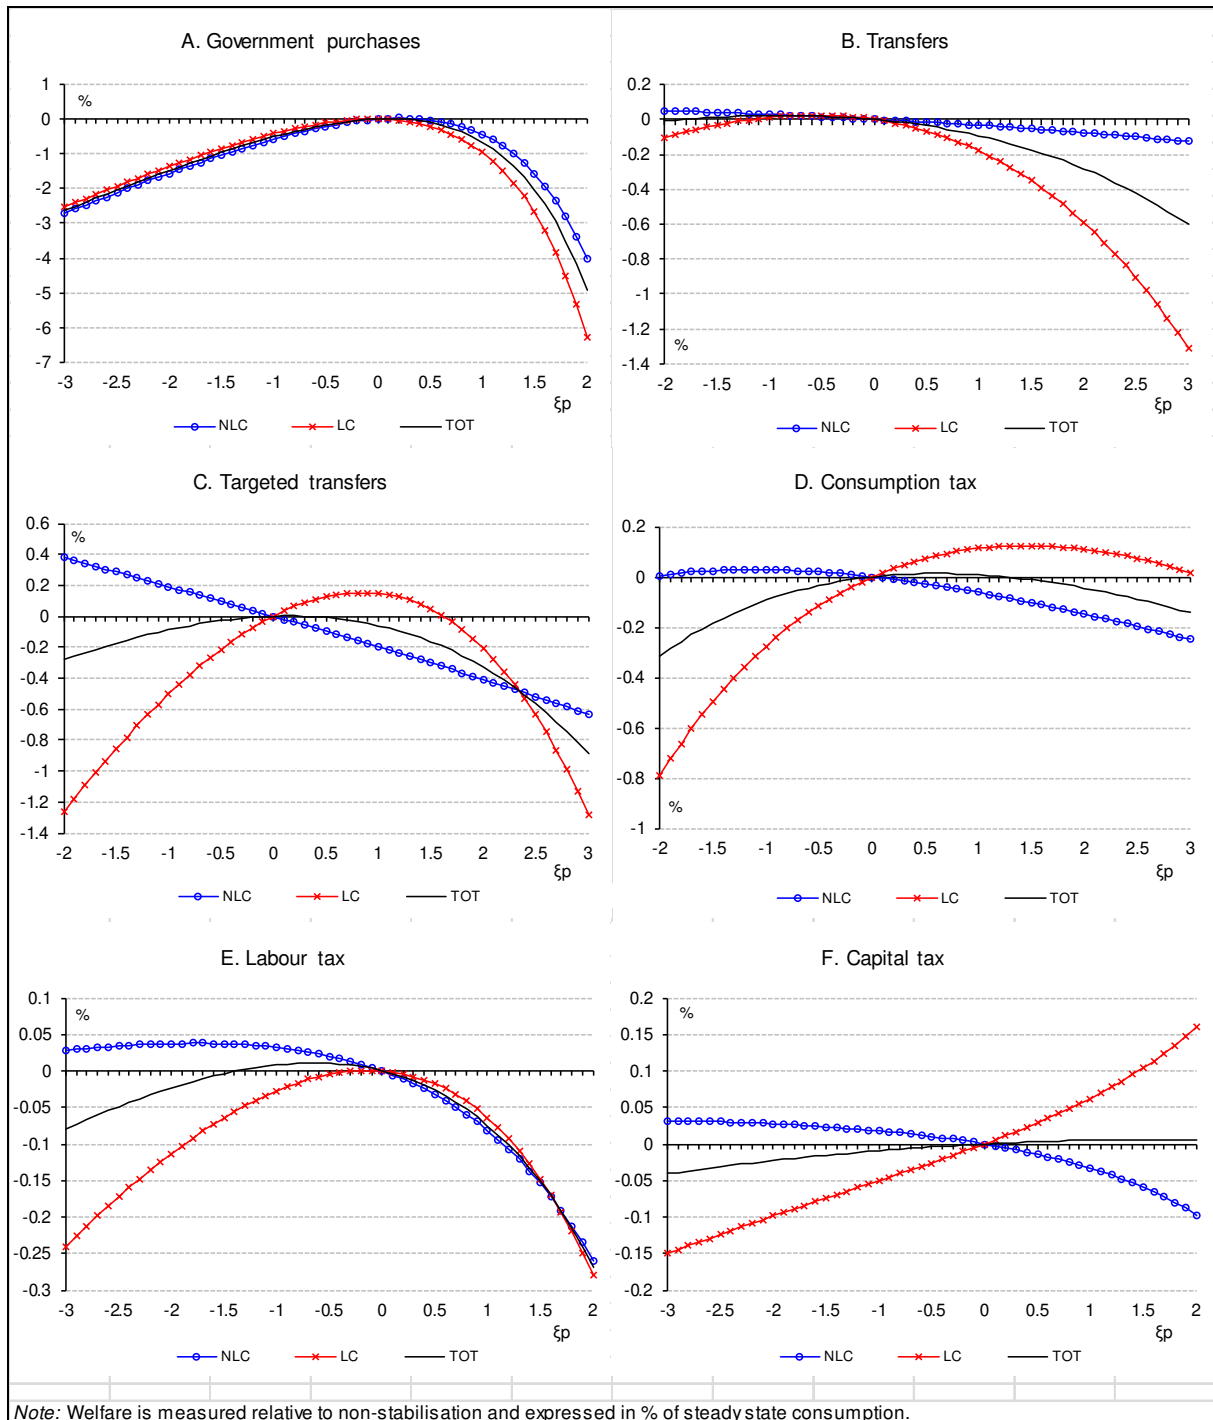 A. Government purchases
%
1
0
-1
-2
-3
-4
-5
-6
-7
-3 -2.5 -2 -1.5 -1 -0.5 0 0.5 1 1.5 2
ξp
NLC LC TOT
B. Transfers
0.2
0
-0.2
-0.4
-0.6
-0.8
-1
-1.2
-1.4
%
-2 -1.5 -1 -0.5 0 0.5 1 1.5 2 2.5 3
ξp
NLC LC TOT
C. Targeted transfers
%
0.6
0.4
0.2
0
-0.2
-0.4
-0.6
-0.8
-1
-1.2
-1.4
-2 -1.5 -1 -0.5 0 0.5 1 1.5 2 2.5 3
ξp
NLC LC TOT
D. Consumption tax
0.2
0
-0.2
-0.4
-0.6
-0.8
-1
%
-2 -1.5 -1 -0.5 0 0.5 1 1.5 2 2.5 3
ξp
NLC LC TOT
E. Labour tax
%
0.1
0.05
0
-0.05
-0.1
-0.15
-0.2
-0.25
-0.3
-3 -2.5 -2 -1.5 -1 -0.5 0 0.5 1 1.5 2
ξp
NLC LC TOT
F. Capital tax
%
0.2
0.15
0.1
0.05
0
-0.05
-0.1
-0.15
-0.2
-3 -2.5 -2 -1.5 -1 -0.5 0 0.5 1 1.5 2
ξp
NLC LC TOT
Note: Welfare is measured relative to non-stabilisation and expressed in % of steady state consumption.